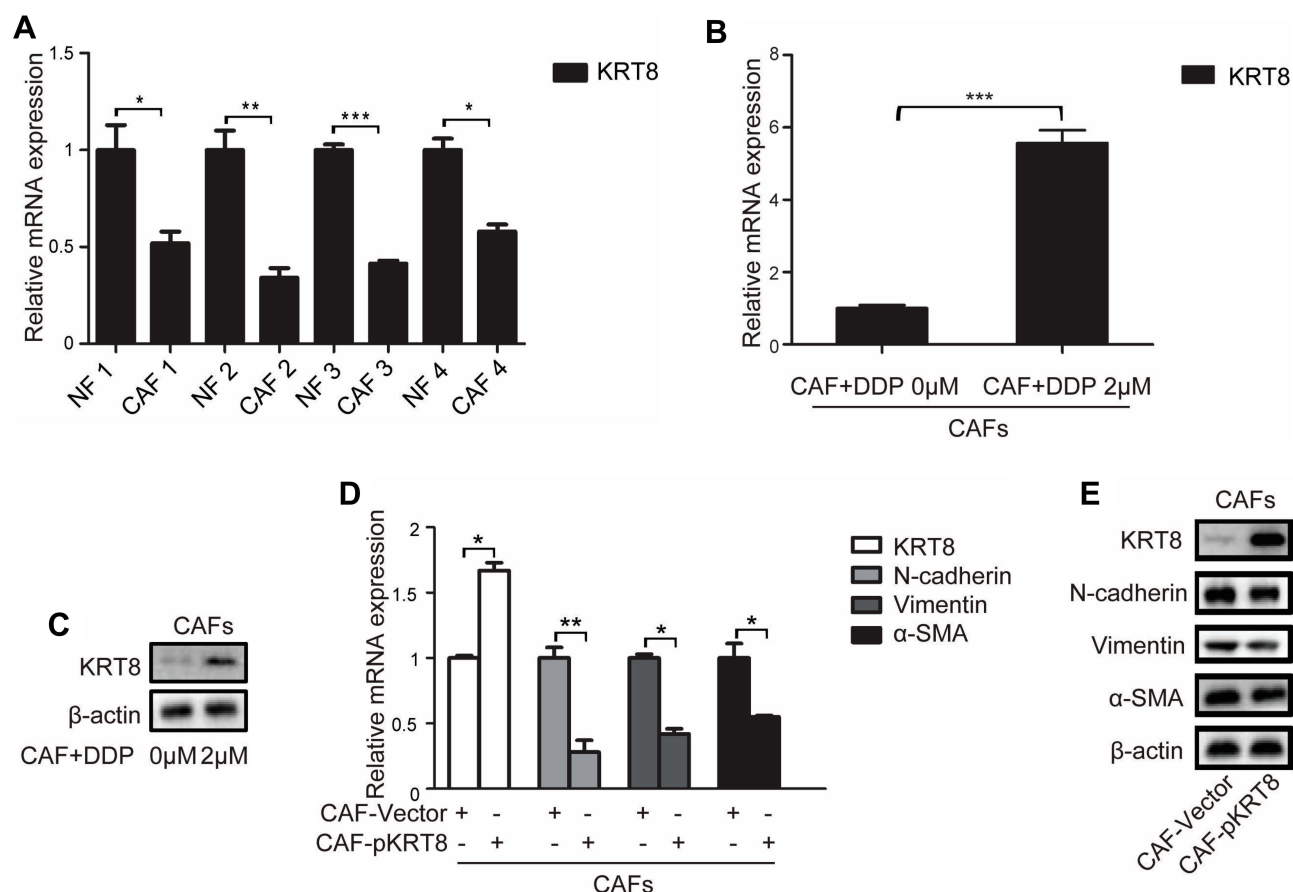 A
Relative mRNA expression
1.5
1
0.5
0
*
**
***
*
KRT8
NF 1
CAF 1
NF 2
CAF 2
NF 3
CAF 3
NF 4
CAF 4
B
Relative mRNA expression
8
6
4
2
0
***
KRT8
CAF+DDP 0μM
CAF+DDP 2μM
CAFs
C
CAFs
KRT8
β-actin
CAF+DDP 0μM 2μM
D
Relative mRNA expression
2
1.5
1
0.5
0
*
**
*
*
KRT8
N-cadherin
Vimentin
α-SMA
CAF-Vector + - + - + - + -
CAF-pKRT8 - + - + - + - +
CAFs
E
CAFs
KRT8
N-cadherin
Vimentin
α-SMA
β-actin
CAF-Vector
CAF-pKRT8